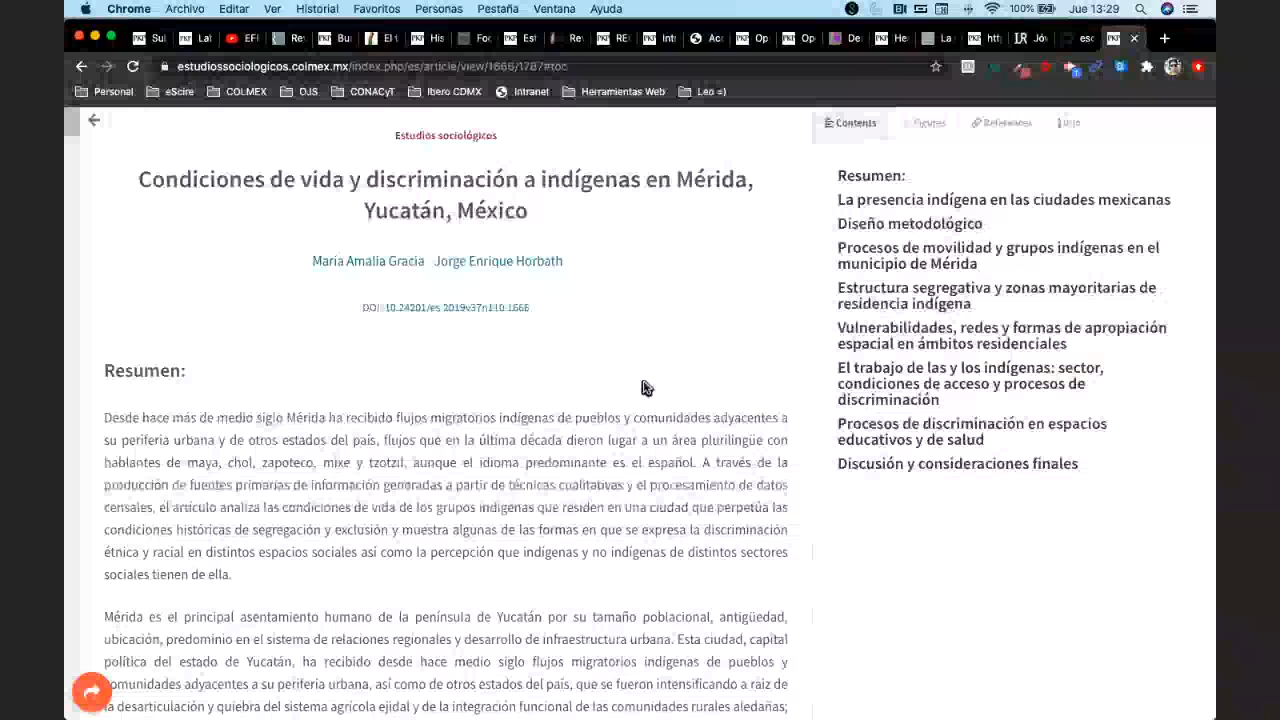 Chrome Archivo Editar Ver Historial Favoritos Personas Pestaña Ventana Ayuda 100% Jue 13:29
estudiossociologicos.colmex.mx/index.php/es/article/view/1666/1787#toc
Personal eScire COLMEX OJS CONACyT Ibero CDMX Intranet Herramientas Web Leo =)
Estudios sociológicos
Condiciones de vida y discriminación a indígenas en Mérida,
Yucatán, México
María Amalia Gracia Jorge Enrique Horbath
DOI: 10.24201/es.2019v37n110.1666
Resumen:
Desde hace más de medio siglo Mérida ha recibido flujos migratorios indígenas de pueblos y comunidades adyacentes a
su periferia urbana y de otros estados del país, flujos que en la última década dieron lugar a un área plurilingüe con
hablantes de maya, chol, zapoteco, mixe y tzotzil, aunque el idioma predominante es el español. A través de la
producción de fuentes primarias de información generadas a partir de técnicas cualitativas y el procesamiento de datos
censales, el artículo analiza las condiciones de vida de los grupos indígenas que residen en una ciudad que perpetúa las
condiciones históricas de segregación y exclusión y muestra algunas de las formas en que se expresa la discriminación
étnica y racial en distintos espacios sociales así como la percepción que indígenas y no indígenas de distintos sectores
sociales tienen de ella.
Mérida es el principal asentamiento humano de la península de Yucatán por su tamaño poblacional, antigüedad,
ubicación, predominio en el sistema de relaciones regionales y desarrollo de infraestructura urbana. Esta ciudad, capital
política del estado de Yucatán, ha recibido desde hace medio siglo flujos migratorios indígenas de pueblos y
comunidades adyacentes a su periferia urbana, así como de otros estados del país, que se fueron intensificando a raíz de
la desarticulación y quiebra del sistema agrícola ejidal y de la integración funcional de las comunidades rurales aledañas;
Contents Figures References Info
Resumen:
La presencia indígena en las ciudades mexicanas
Diseño metodológico
Procesos de movilidad y grupos indígenas en el
municipio de Mérida
Estructura segregativa y zonas mayoritarias de
residencia indígena
Vulnerabilidades, redes y formas de apropiación
espacial en ámbitos residenciales
El trabajo de las y los indígenas: sector,
condiciones de acceso y procesos de
discriminación
Procesos de discriminación en espacios
educativos y de salud
Discusión y consideraciones finales